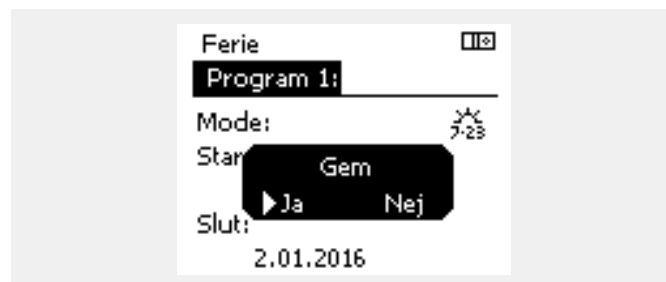 Ferie
Program 1:
Mode:
7-23
Star
Gem
Ja Nej
Slut:
2.01.2016